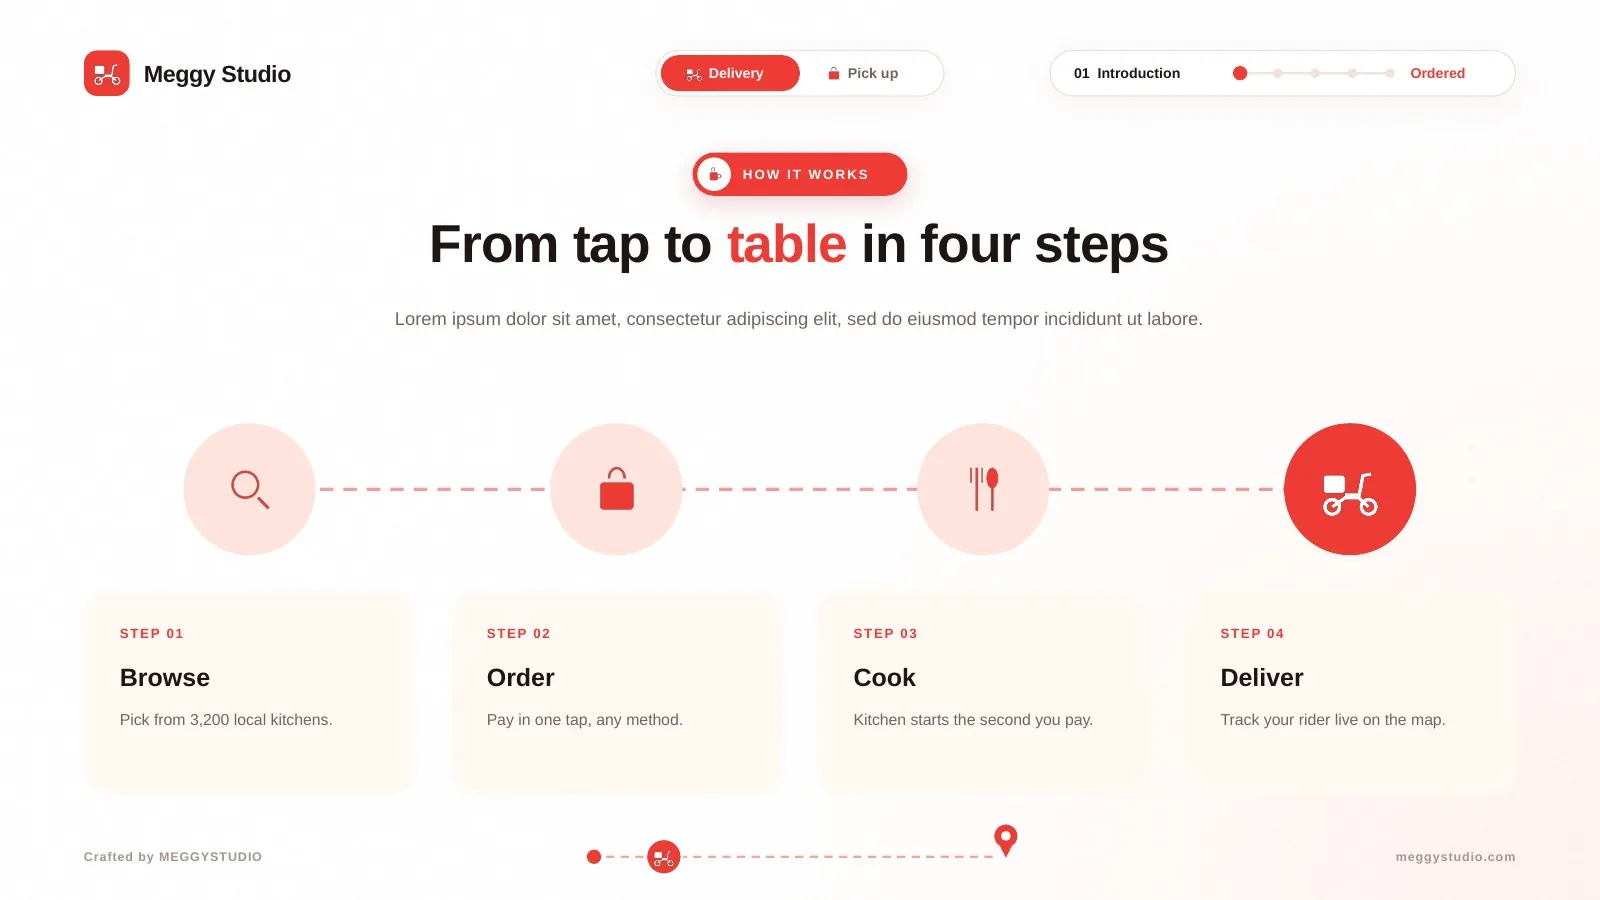 Meggy Studio
Delivery
Pick up
01 Introduction
Ordered
HOW IT WORKS
From tap to table in four steps
Lorem ipsum dolor sit amet, consectetur adipiscing elit, sed do eiusmod tempor incididunt ut labore.
STEP 01
Browse
Pick from 3,200 local kitchens.
STEP 02
Order
Pay in one tap, any method.
STEP 03
Cook
Kitchen starts the second you pay.
STEP 04
Deliver
Track your rider live on the map.
Crafted by MEGGYSTUDIO
meggystudio.com